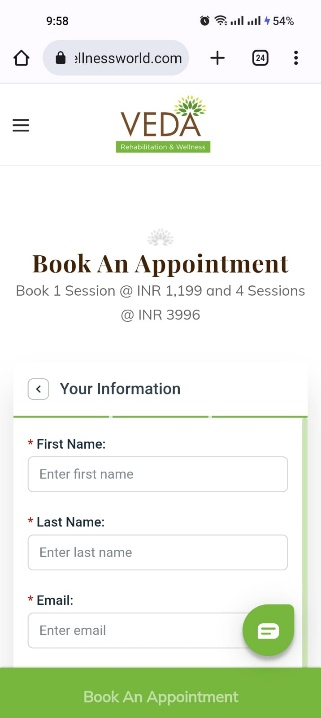 9:58
54%
ellnessworld.com
24
VEDA
Rehabilitation & Wellness
Book An Appointment
Book 1 Session @ INR 1,199 and 4 Sessions
@ INR 3996
Your Information
* First Name:
Enter first name
* Last Name:
Enter last name
* Email:
Enter email
Book An Appointment